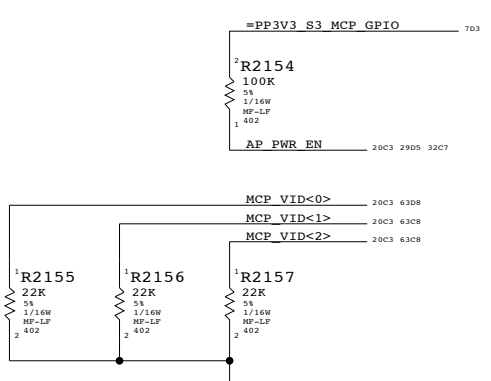 =PP3V3_S3_MCP_GPIO 7D3
2 R2154
100K
5%
1/16W
MF-LF
402
1
AP_PWR_EN 20C3 29D5 32C7
MCP_VID<0> 20C3 63D8
MCP_VID<1> 20C3 63C8
MCP_VID<2> 20C3 63C8
1 R2155 1 R2156 1 R2157
22K 22K 22K
5% 5% 5%
1/16W 1/16W 1/16W
MF-LF MF-LF MF-LF
2 402 2 402 2 402